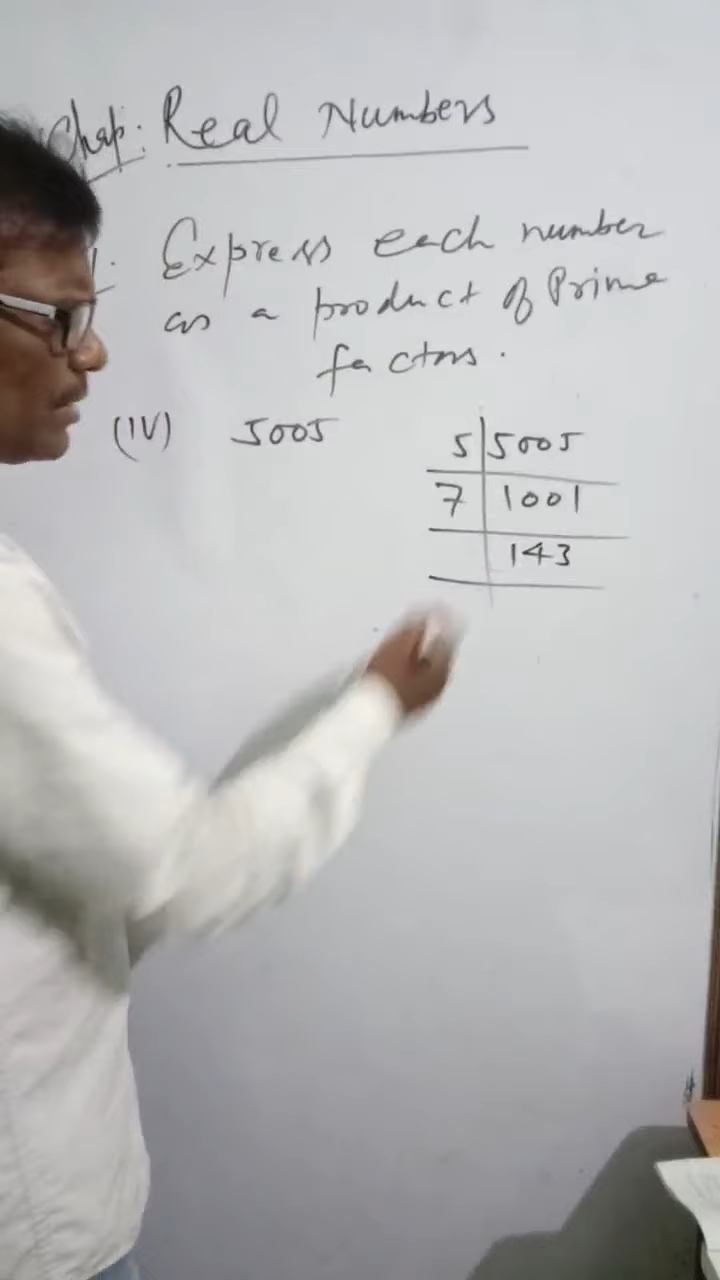 Chap: Real Numbers
1. Express each number
as a product of Prime
factors.
(IV) 5005
5 5005
7 1001
143